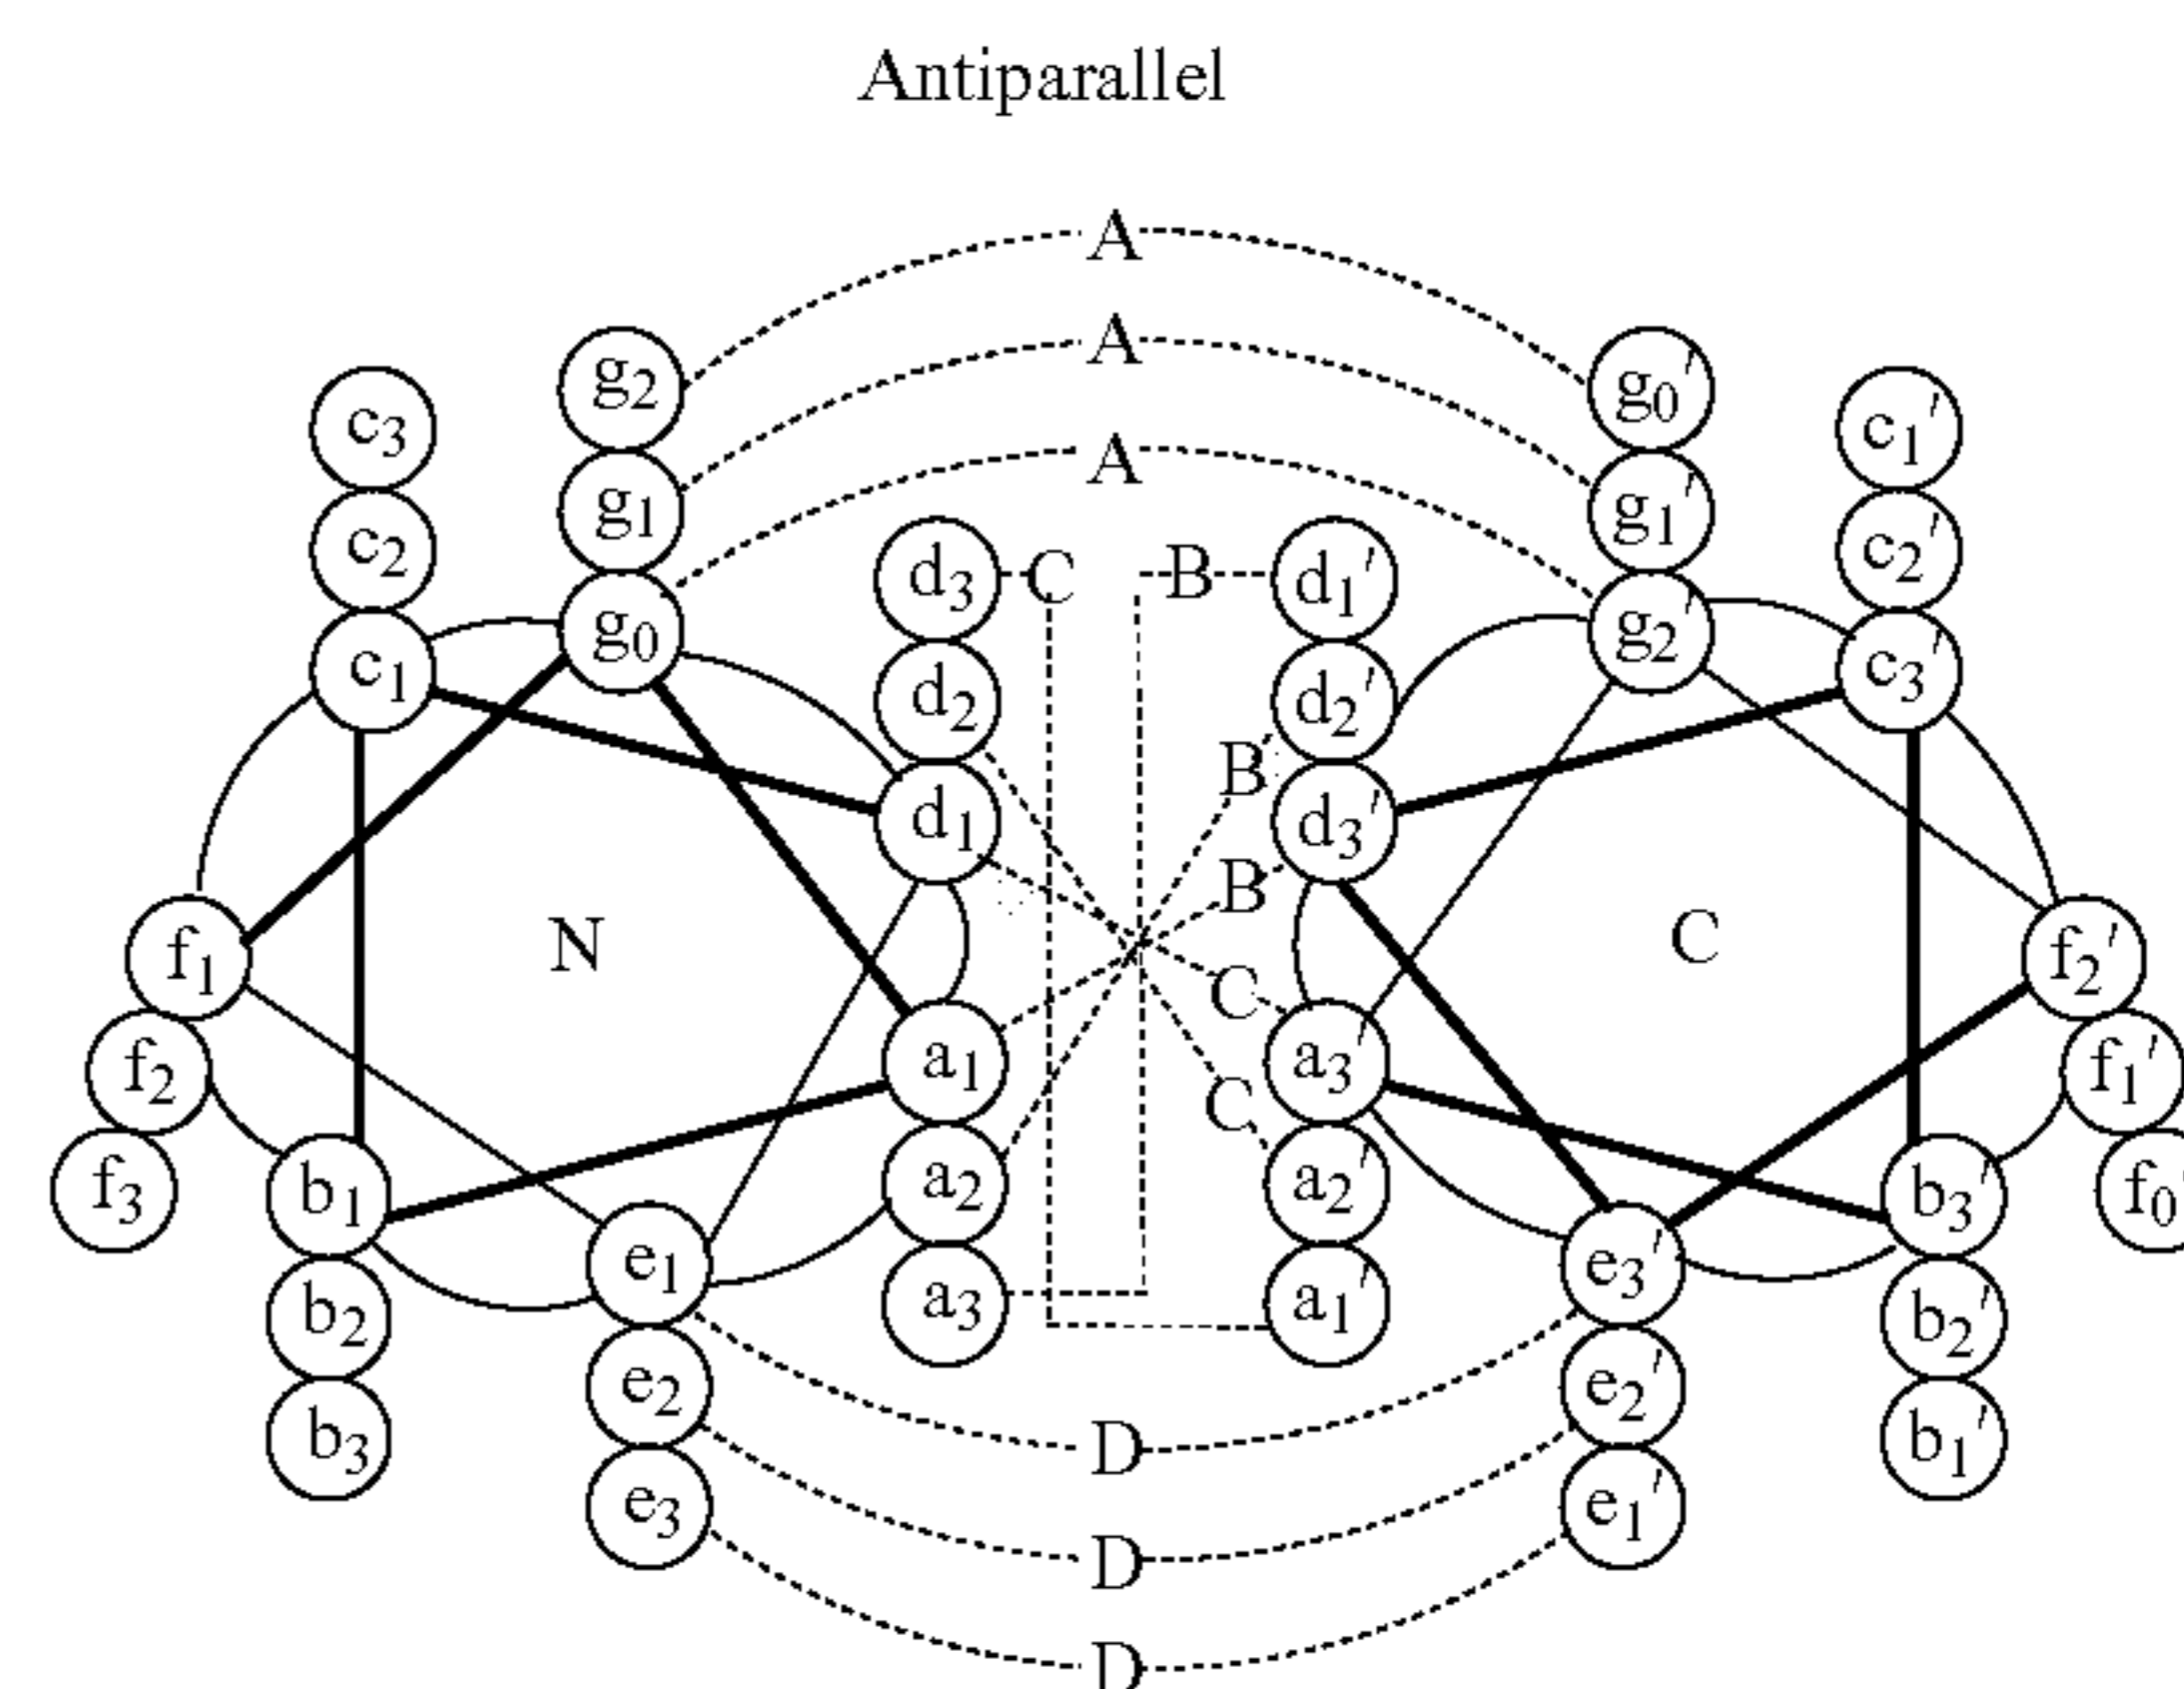 Antiparallel
A
A
A
g2 g0′
c3 c1′
g1 g1′
c2 d3 C B d1′ c2′
g0 g2′
c1 d2 d2′ c3′
B
d1 d3′
B
f1 N C f2′
C
a1 a3′
f2 C f1′
f3 b1 a2 a2′ b3′ f0
e1 e3′
b2 a3 a1′ b2′
e2 e2′
b3 D b1′
e3 e1′
D
D